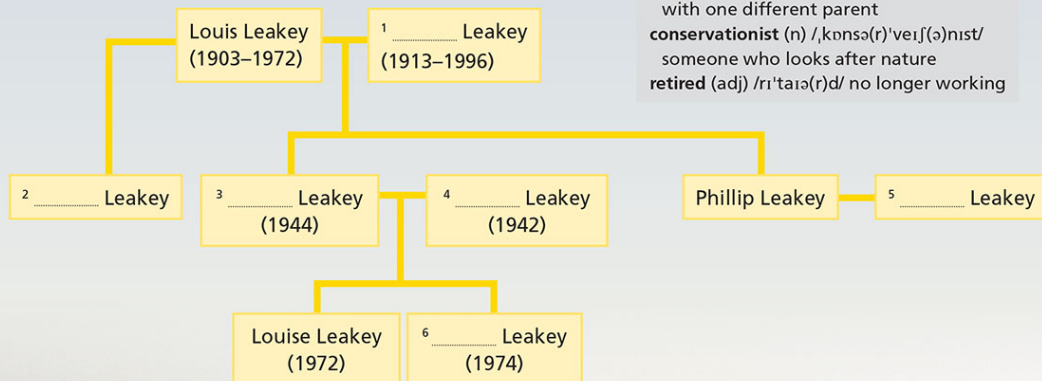 with one different parent
conservationist (n) /ˌkɒnsə(r)ˈveɪʃ(ə)nɪst/
someone who looks after nature
retired (adj) /rɪˈtaɪə(r)d/ no longer working
Louis Leakey
(1903–1972)
1 ............ Leakey
(1913–1996)
2 ............ Leakey
3 ............ Leakey
(1944)
4 ............ Leakey
(1942)
Phillip Leakey
5 ............ Leakey
Louise Leakey
(1972)
6 ............ Leakey
(1974)